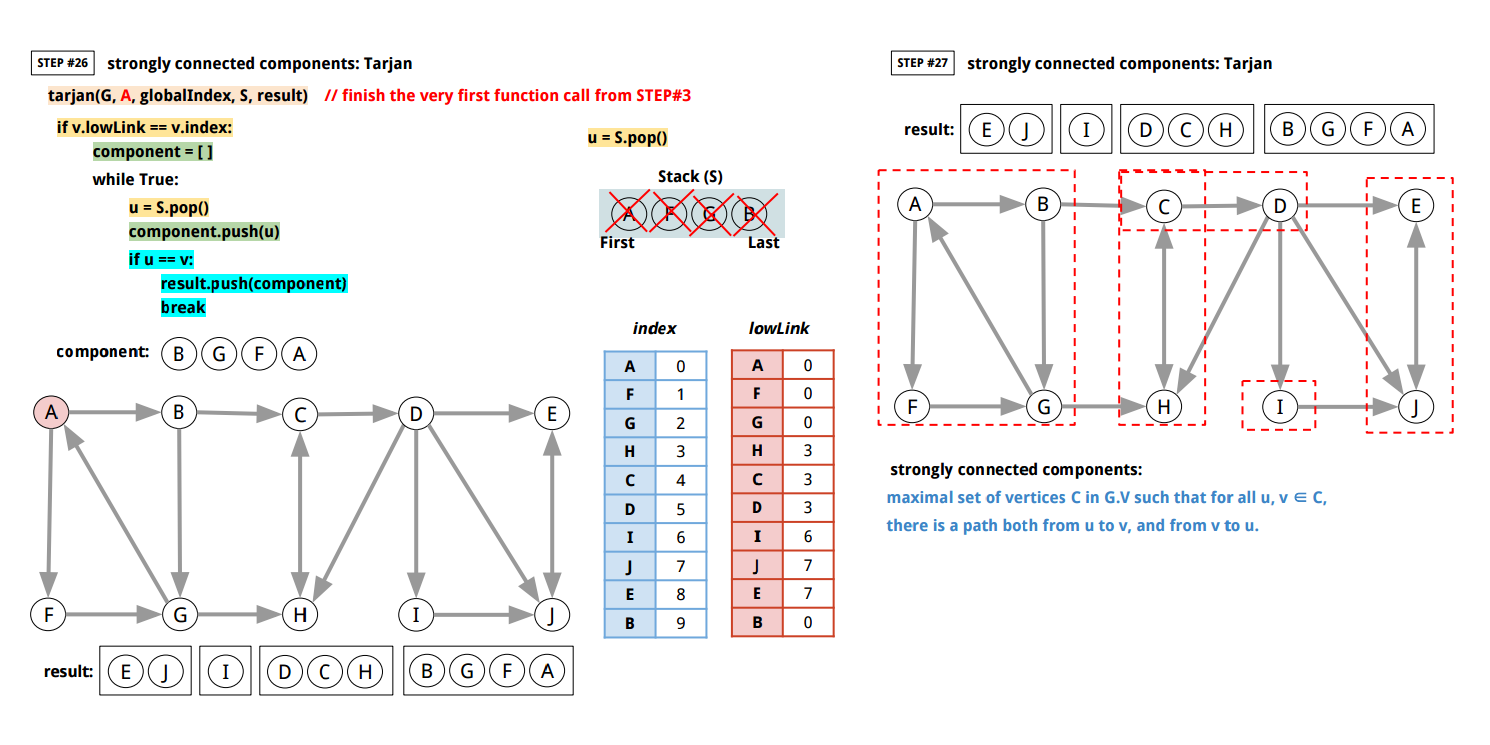 STEP #26 strongly connected components: Tarjan
tarjan(G, A, globalIndex, S, result) // finish the very first function call from STEP#3
if v.lowLink == v.index:
component = [ ]
while True:
u = S.pop()
component.push(u)
if u == v:
result.push(component)
break
u = S.pop()
Stack (S)
A F G B
First Last
component: B G F A
A B C D E
F G H I J
result: E J I D C H B G F A
index lowLink
A 0 A 0
F 1 F 0
G 2 G 0
H 3 H 3
C 4 C 3
D 5 D 3
I 6 I 6
J 7 J 7
E 8 E 7
B 9 B 0
STEP #27 strongly connected components: Tarjan
result: E J I D C H B G F A
A B C D E
F G H I J
strongly connected components:
maximal set of vertices C in G.V such that for all u, v ∈ C,
there is a path both from u to v, and from v to u.